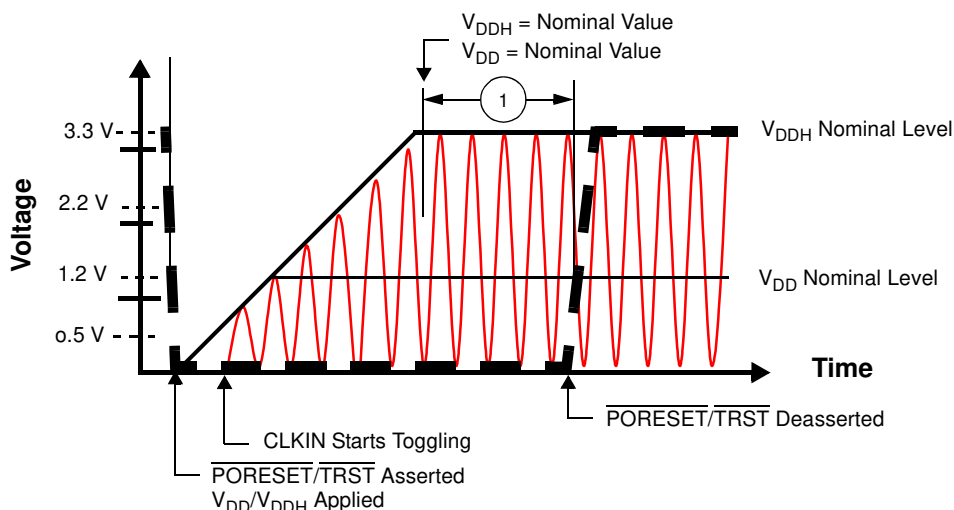 V_DDH = Nominal Value
V_DD = Nominal Value
1
3.3 V
V_DDH Nominal Level
2.2 V
Voltage
1.2 V
V_DD Nominal Level
o.5 V
Time
PORESET/TRST Deasserted
CLKIN Starts Toggling
PORESET/TRST Asserted
V_DD/V_DDH Applied